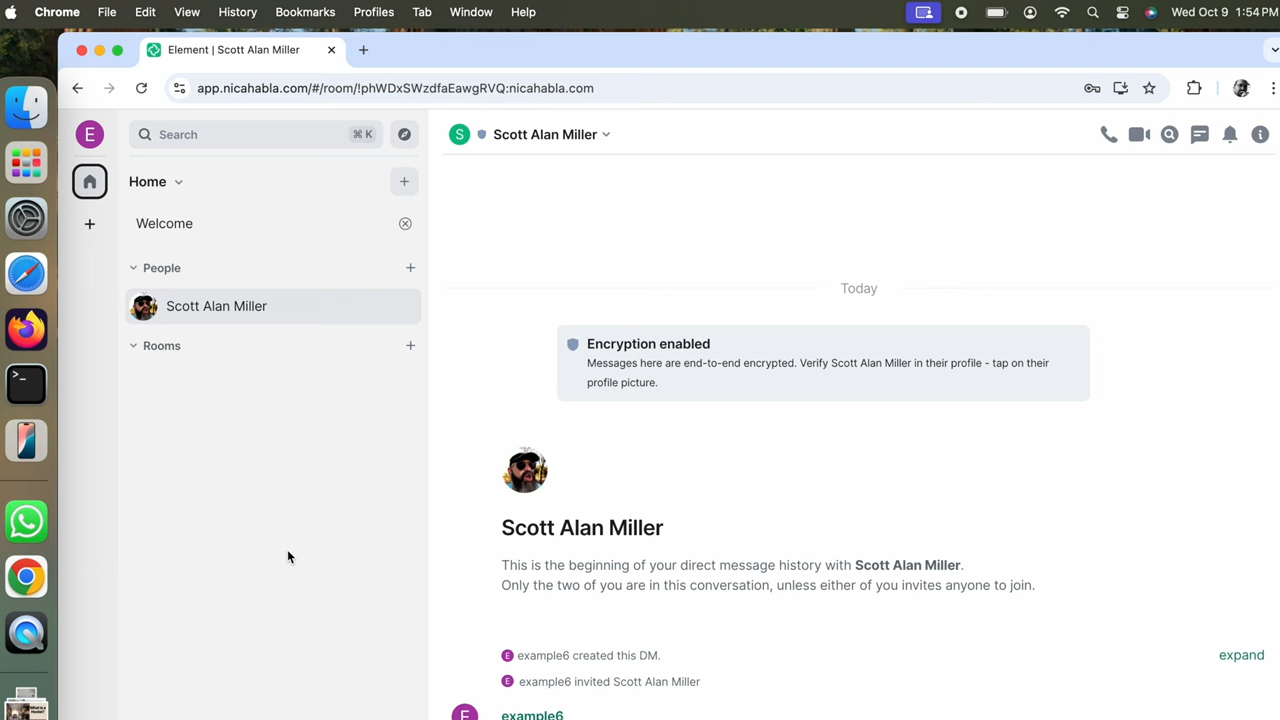 Chrome File Edit View History Bookmarks Profiles Tab Window Help Wed Oct 9 1:54 PM
Element | Scott Alan Miller
app.nicahabla.com/#/room/!phWDxSWzdfaEawgRVQ:nicahabla.com
E
Search ⌘ K
S Scott Alan Miller
Home
Welcome
People
Scott Alan Miller
Rooms
Today
Encryption enabled
Messages here are end-to-end encrypted. Verify Scott Alan Miller in their profile - tap on their
profile picture.
Scott Alan Miller
This is the beginning of your direct message history with Scott Alan Miller.
Only the two of you are in this conversation, unless either of you invites anyone to join.
E example6 created this DM.
expand
E example6 invited Scott Alan Miller
E example6